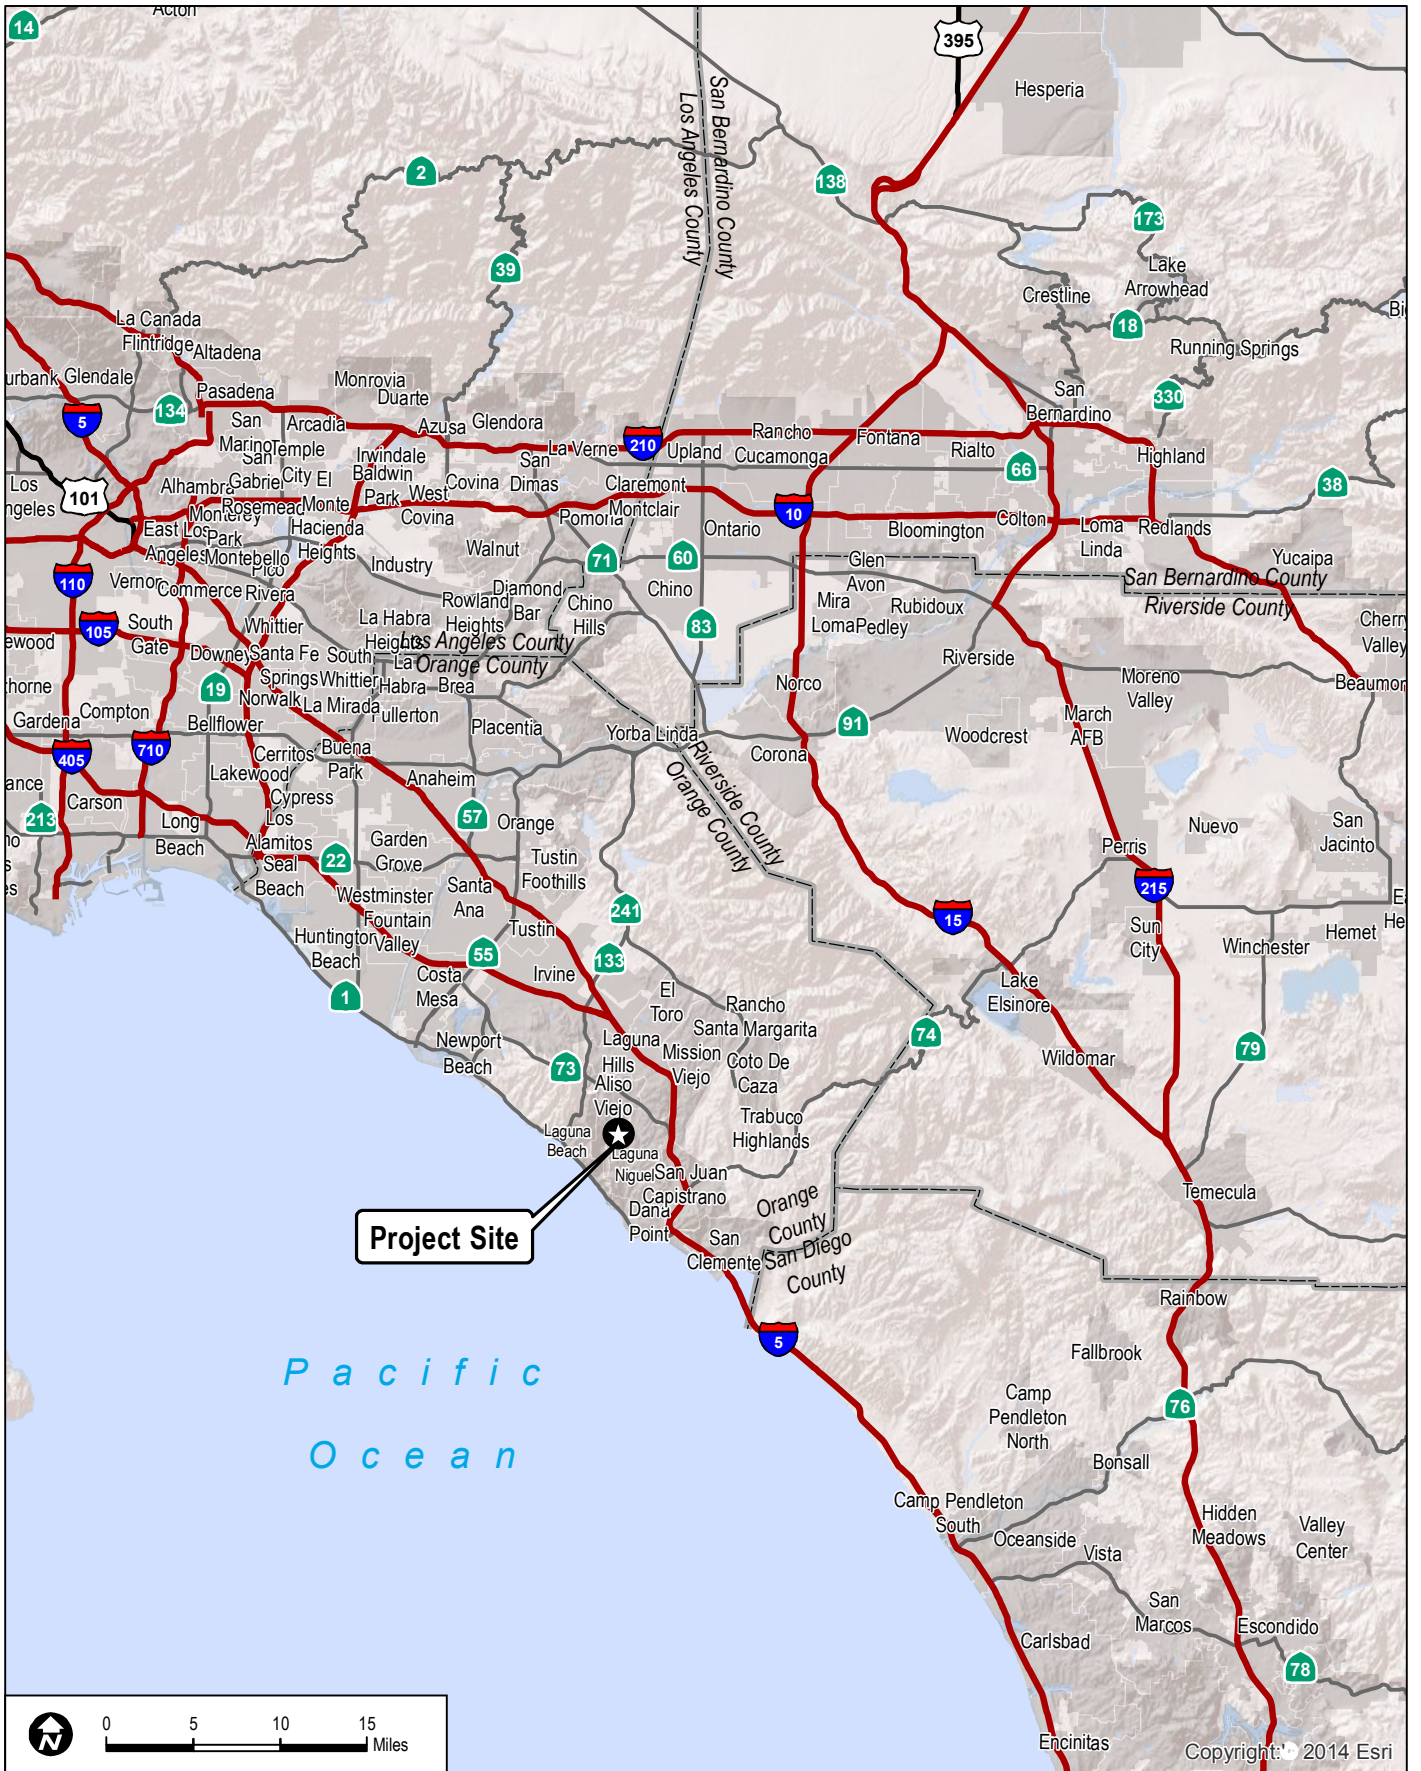 Acton
14
395
Hesperia
San Bernardino County
Los Angeles County
2
138
173
39
Lake
Arrowhead
Crestline
18
Running Springs
La Canada
Flintridge
Altadena
urbank
Glendale
Pasadena
Monrovia
Duarte
134
5
San
Marino
Arcadia
Azusa
Glendora
La Verne
210
Upland
Rancho
Cucamonga
Fontana
Rialto
San
Bernardino
330
66
Highland
38
Temple
City
San
Gabriel
El
Monte
Irwindale
Baldwin
Park
West
Covina
Covina
San
Dimas
Claremont
Montclair
Pomona
Ontario
10
Bloomington
Colton
Loma
Linda
Redlands
Yucaipa
Los
ngeles
101
Alhambra
Rosemead
Monterey
Park
East Los
Angeles
Montebello
Hacienda
Heights
Industry
Walnut
71
60
Chino
Glen
Avon
San Bernardino County
Riverside County
110
Vernon
Commerce
Pico
Rivera
Diamond
Bar
Rowland
Heights
Chino
Hills
Mira
Loma
Pedley
Rubidoux
Cherry
Valley
105
South
Gate
Whittier
La Habra
Heights
Los Angeles County
Orange County
83
ewood
Downey
Santa Fe
Springs
South
Whittier
La
Habra
Brea
Riverside
Moreno
Valley
Beaumon
thorne
19
Norwalk
La Mirada
Fullerton
Norco
Gardena
Compton
Bellflower
Placentia
Yorba Linda
91
Woodcrest
March
AFB
405
710
Cerritos
Buena
Park
Lakewood
Anaheim
Corona
Riverside County
Orange County
ance
Carson
Cypress
Los
Alamitos
57
Orange
213
Long
Beach
Garden
Grove
Nuevo
San
Jacinto
Seal
Beach
22
Tustin
Foothills
Perris
215
Westminster
Santa
Ana
Fountain
Valley
Tustin
241
15
Sun
City
Winchester
Hemet
Huntington
Beach
55
133
Costa
Mesa
Irvine
1
El
Toro
Rancho
Santa Margarita
Lake
Elsinore
Newport
Beach
73
Laguna
Hills
Mission
Viejo
Coto De
Caza
74
Wildomar
79
Aliso
Viejo
Trabuco
Highlands
Laguna
Beach
Laguna
Niguel
San Juan
Capistrano
Dana
Point
Orange
County
San Diego
County
Temecula
Project Site
San
Clemente
Rainbow
5
Fallbrook
Pacific
Ocean
Camp
Pendleton
North
76
Bonsall
Camp Pendleton
South
Oceanside
Vista
Hidden
Meadows
Valley
Center
San
Marcos
Escondido
Carlsbad
78
Encinitas
N
0 5 10 15
Miles
Copyright:© 2014 Esri